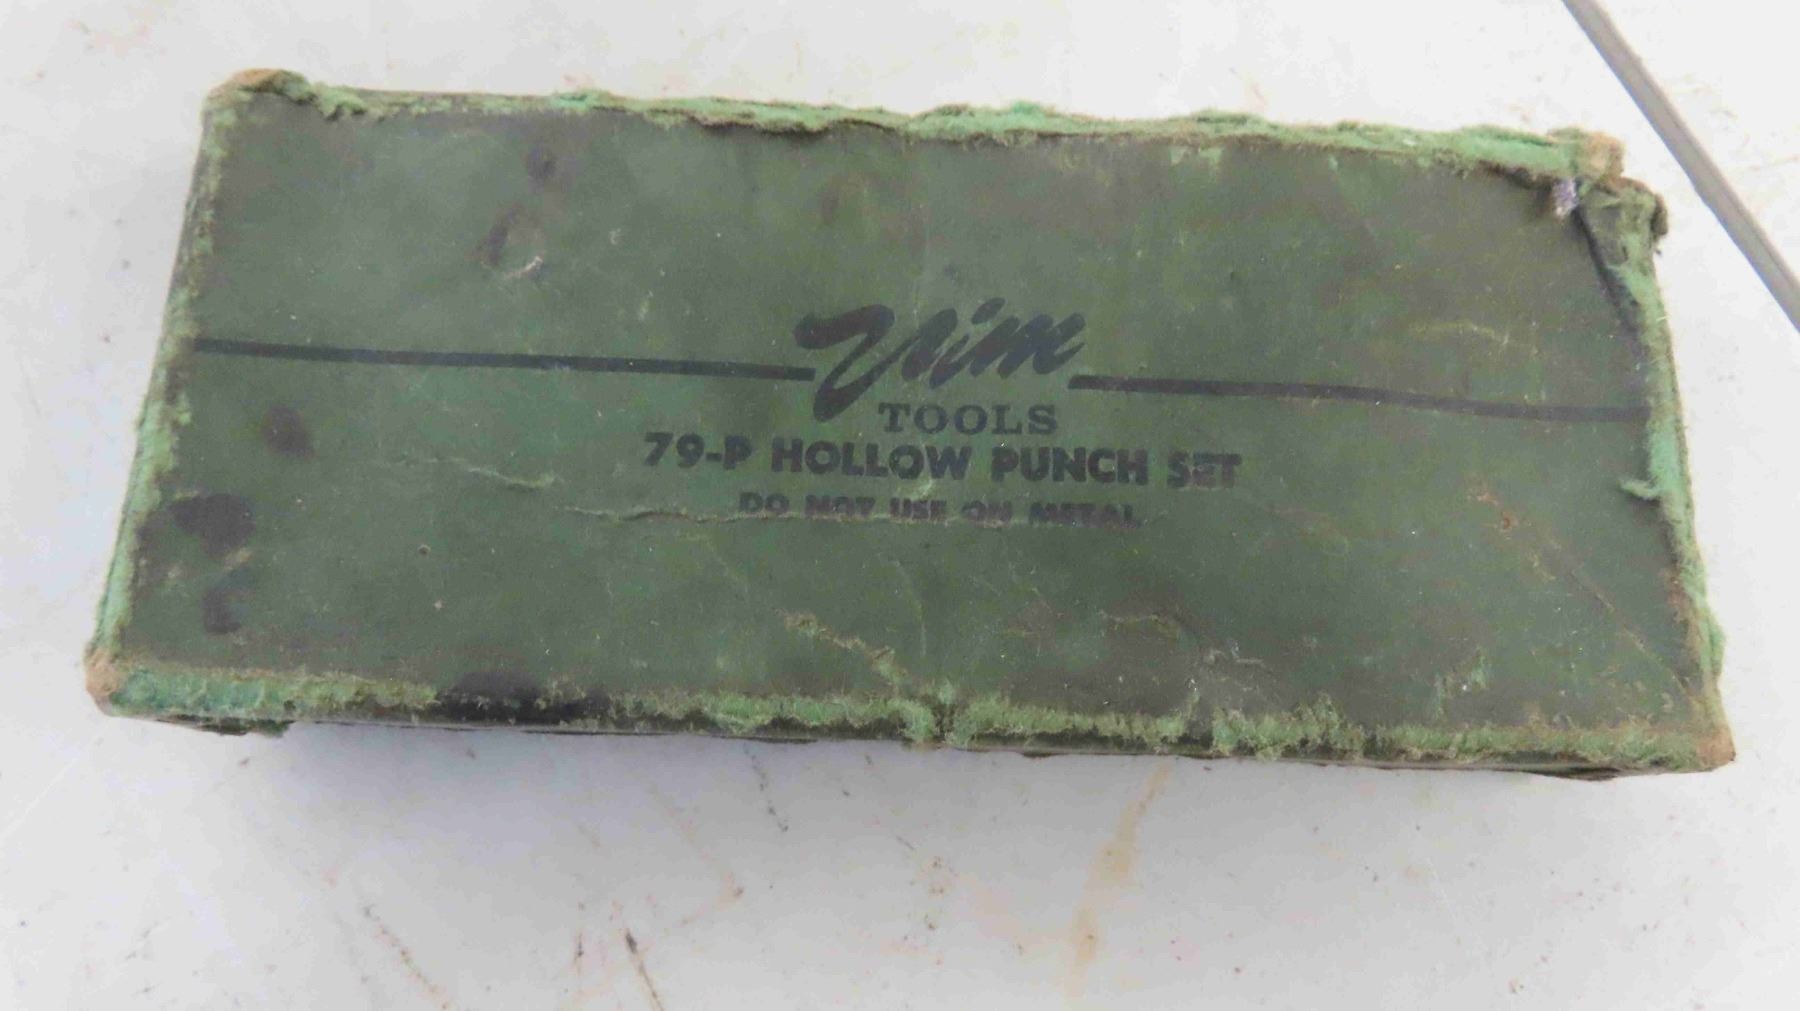 Vim
TOOLS
79-P HOLLOW PUNCH SET
DO NOT USE ON METAL